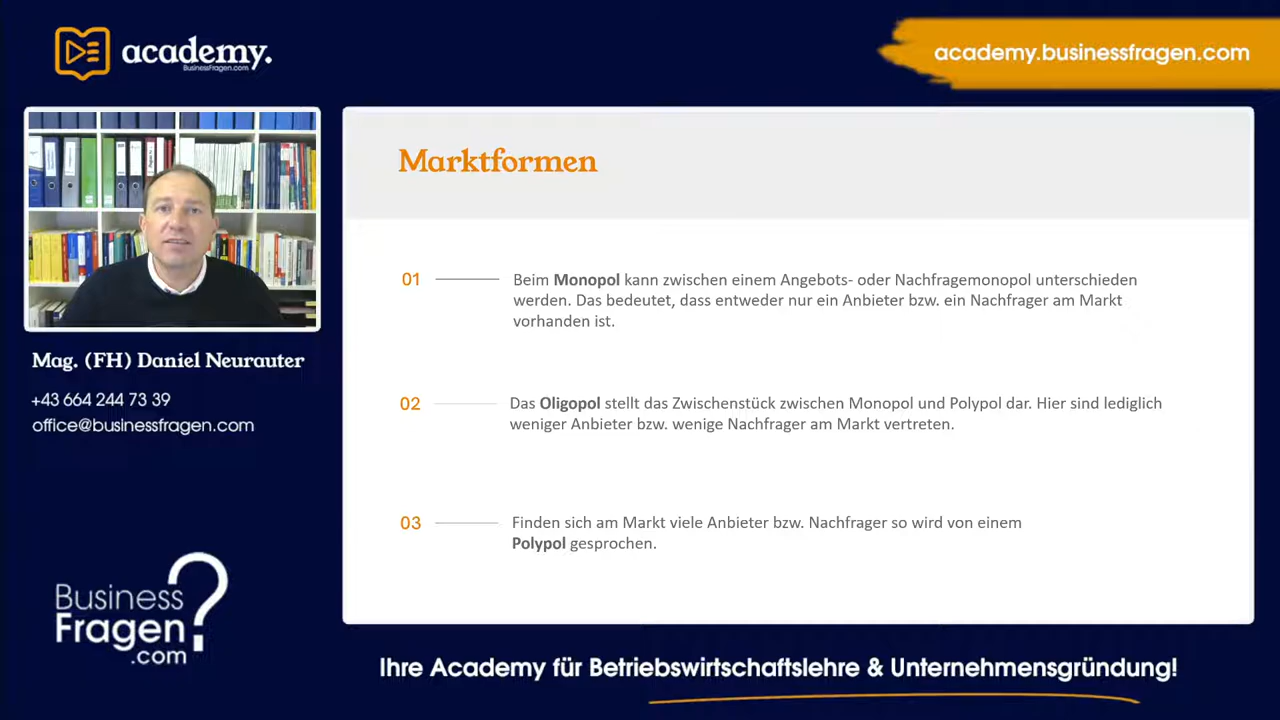 academy.
BusinessFragen.com
academy.businessfragen.com
Mag. (FH) Daniel Neurauter
+43 664 244 73 39
office@businessfragen.com
Business
Fragen
.com
?
Marktformen
01
Beim Monopol kann zwischen einem Angebots- oder Nachfragemonopol unterschieden
werden. Das bedeutet, dass entweder nur ein Anbieter bzw. ein Nachfrager am Markt
vorhanden ist.
02
Das Oligopol stellt das Zwischenstück zwischen Monopol und Polypol dar. Hier sind lediglich
weniger Anbieter bzw. wenige Nachfrager am Markt vertreten.
03
Finden sich am Markt viele Anbieter bzw. Nachfrager so wird von einem
Polypol gesprochen.
Ihre Academy für Betriebswirtschaftslehre & Unternehmensgründung!